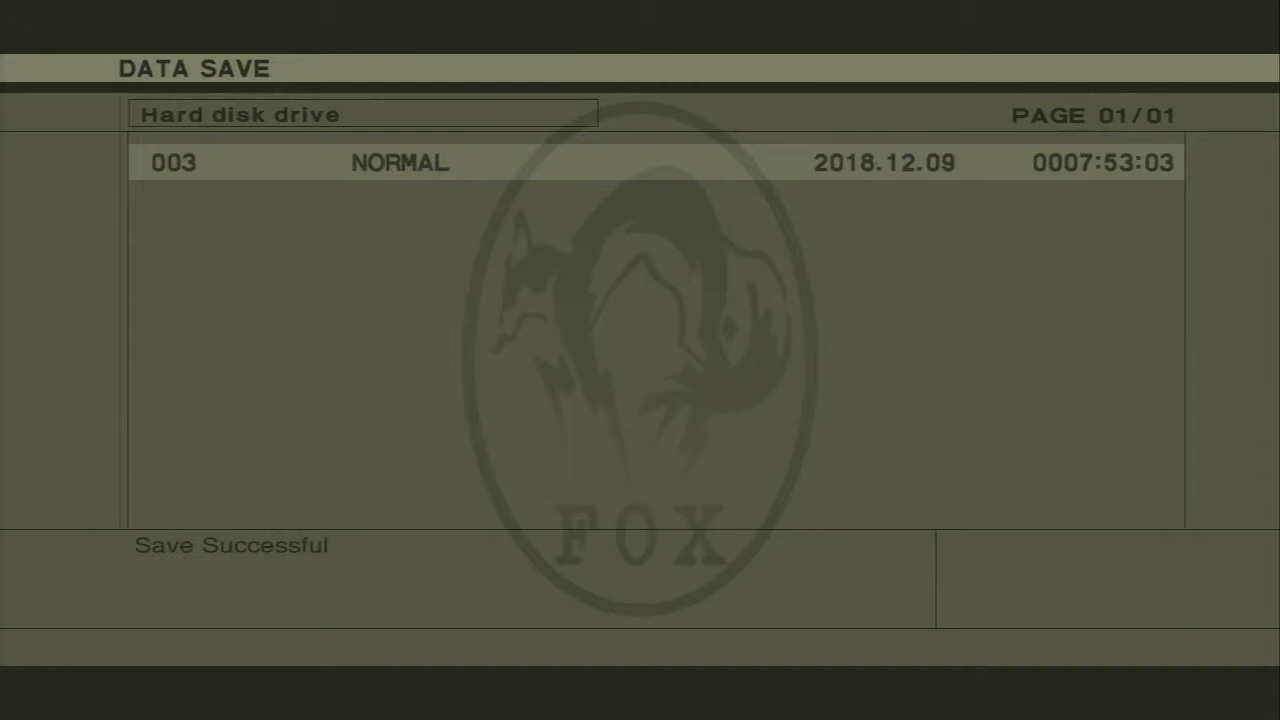 DATA SAVE
Hard disk drive PAGE 01/01
003 NORMAL 2018.12.09 0007:53:03
FOX
Save Successful